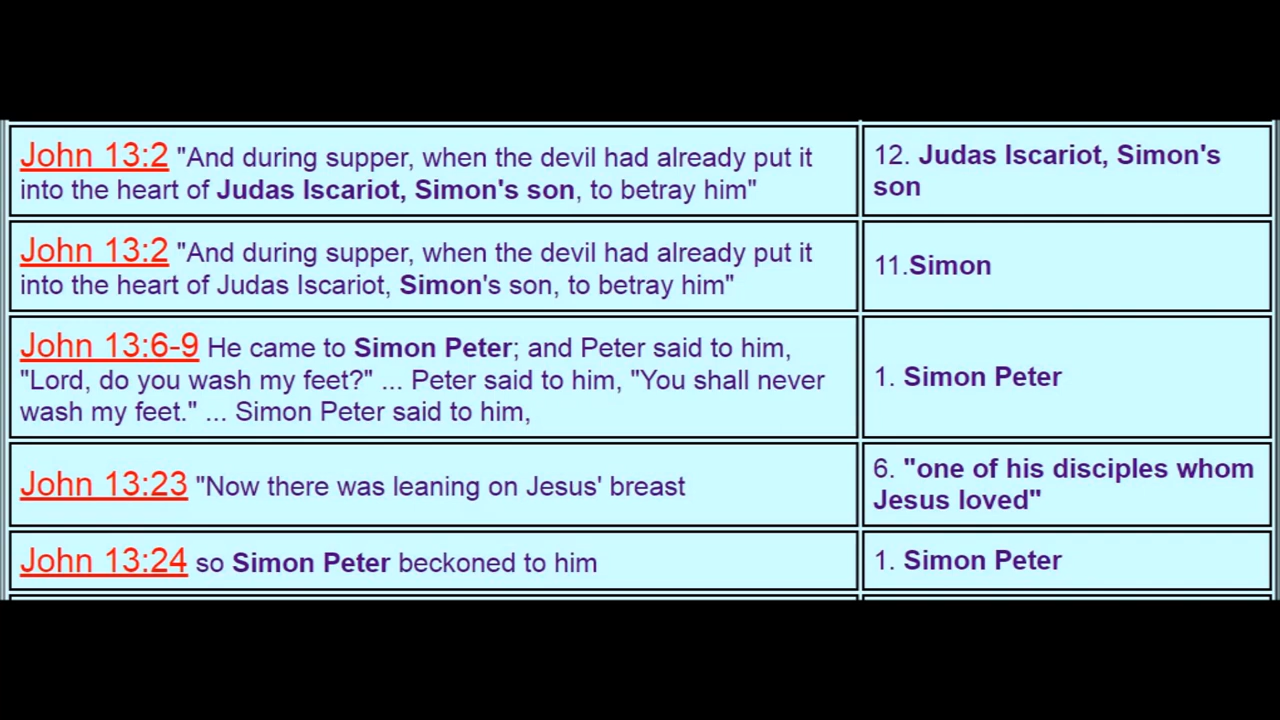 John 13:2 "And during supper, when the devil had already put it
into the heart of Judas Iscariot, Simon's son, to betray him"
12. Judas Iscariot, Simon's
son
John 13:2 "And during supper, when the devil had already put it
into the heart of Judas Iscariot, Simon's son, to betray him"
11.Simon
John 13:6-9 He came to Simon Peter; and Peter said to him,
"Lord, do you wash my feet?" ... Peter said to him, "You shall never
wash my feet." ... Simon Peter said to him,
1. Simon Peter
John 13:23 "Now there was leaning on Jesus' breast
6. "one of his disciples whom
Jesus loved"
John 13:24 so Simon Peter beckoned to him
1. Simon Peter